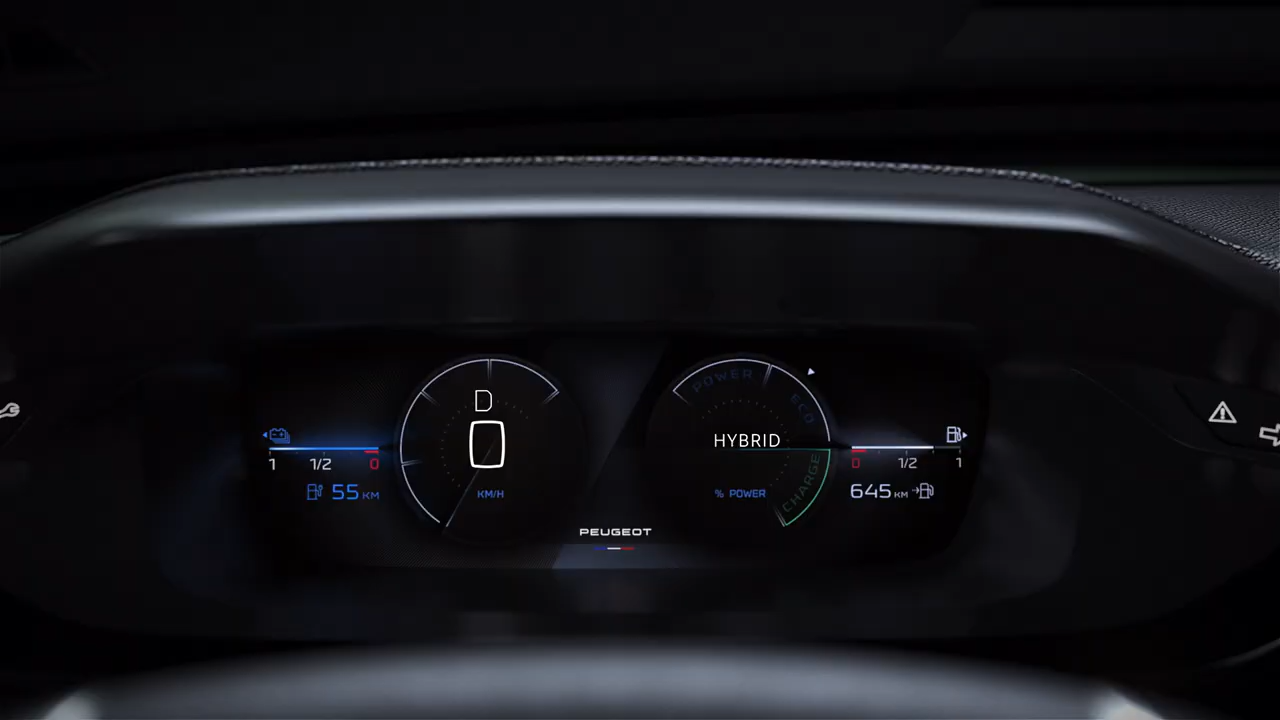 D
0
KM/H
1 1/2 0
55 KM
POWER
ECO
HYBRID
CHARGE
% POWER
0 1/2 1
645 KM
PEUGEOT